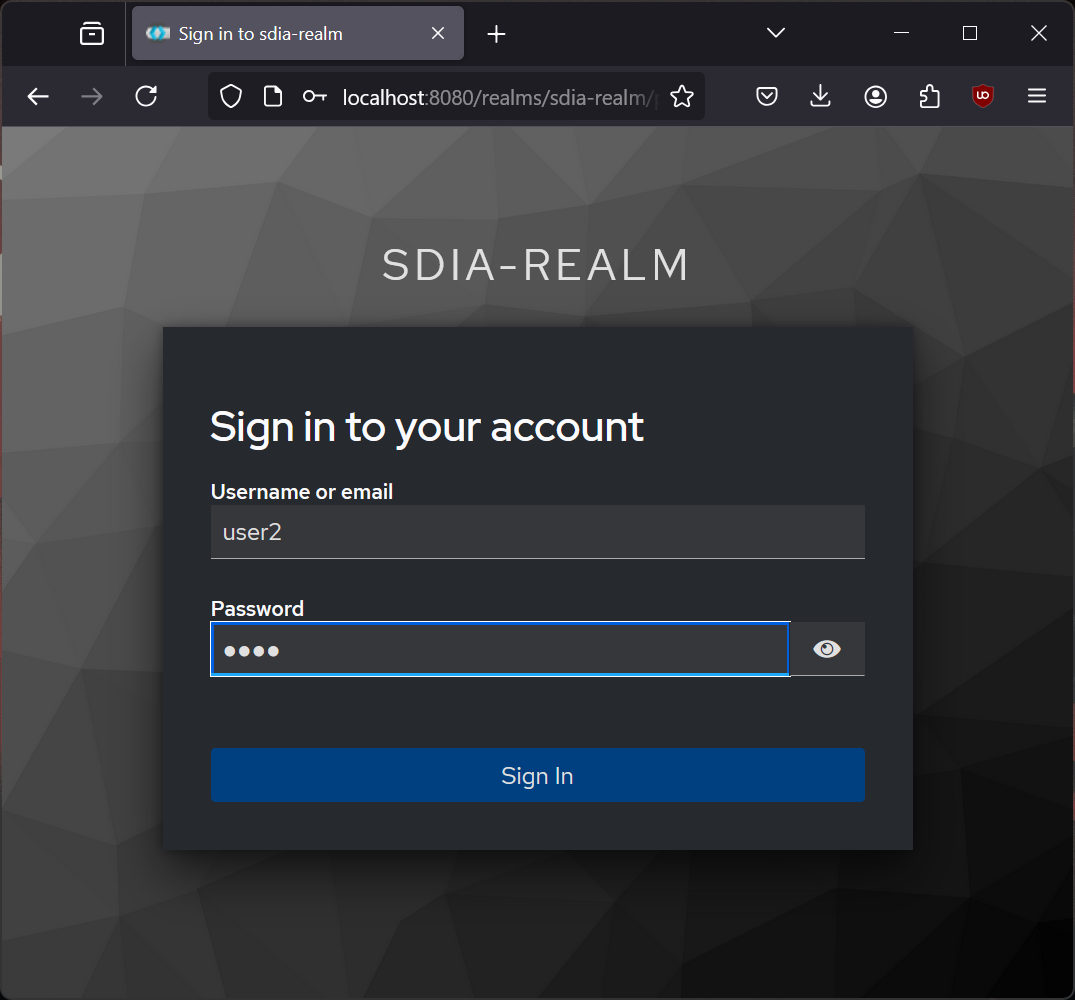 Sign in to sdia-realm
localhost:8080/realms/sdia-realm/
SDIA-REALM
Sign in to your account
Username or email
user2
Password
Sign In